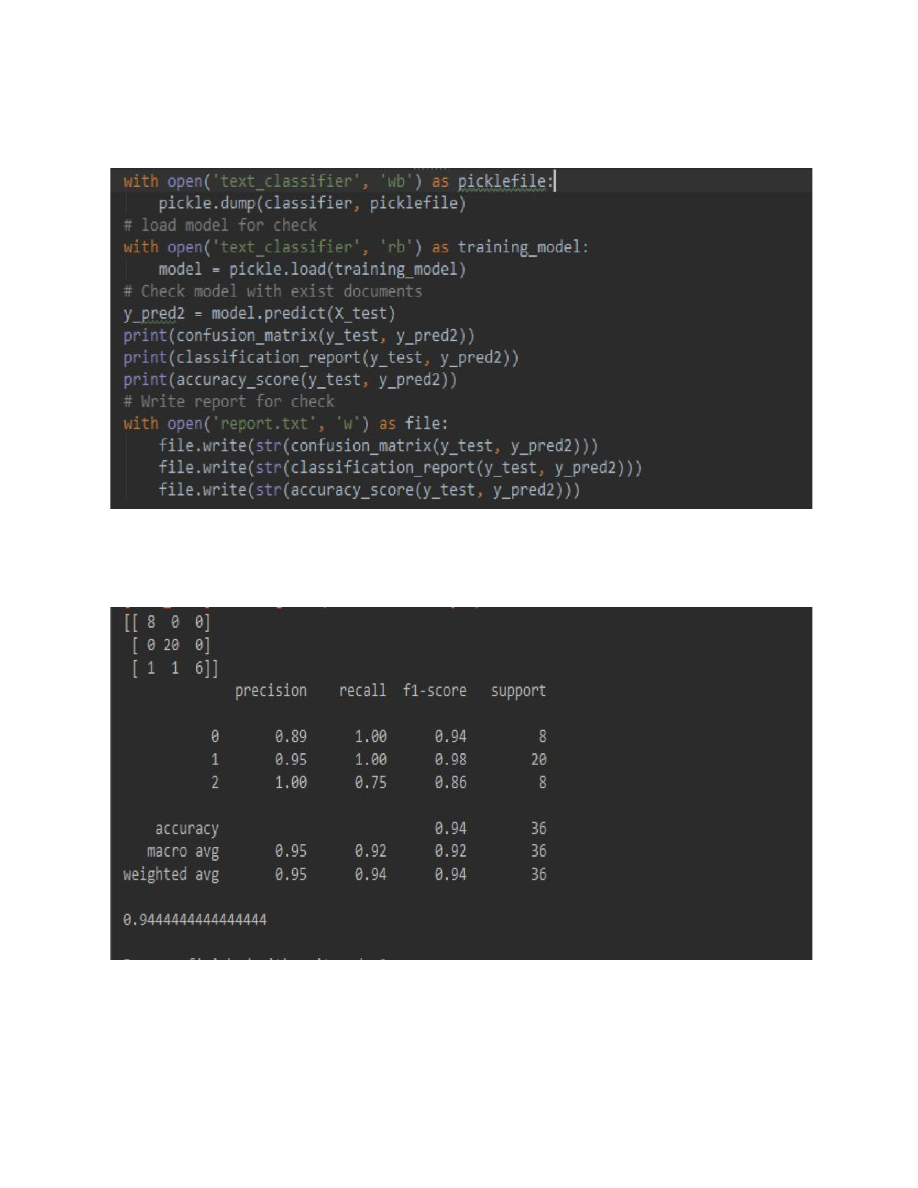 with open('text_classifier', 'wb') as picklefile:
    pickle.dump(classifier, picklefile)
# load model for check
with open('text_classifier', 'rb') as training_model:
    model = pickle.load(training_model)
# Check model with exist documents
y_pred2 = model.predict(X_test)
print(confusion_matrix(y_test, y_pred2))
print(classification_report(y_test, y_pred2))
print(accuracy_score(y_test, y_pred2))
# Write report for check
with open('report.txt', 'w') as file:
    file.write(str(confusion_matrix(y_test, y_pred2)))
    file.write(str(classification_report(y_test, y_pred2)))
    file.write(str(accuracy_score(y_test, y_pred2)))
[[ 8  0  0]
 [ 0 20  0]
 [ 1  1  6]]
              precision    recall  f1-score   support
           0       0.89      1.00      0.94         8
           1       0.95      1.00      0.98        20
           2       1.00      0.75      0.86         8
    accuracy                           0.94        36
   macro avg       0.95      0.92      0.92        36
weighted avg       0.95      0.94      0.94        36
0.9444444444444444